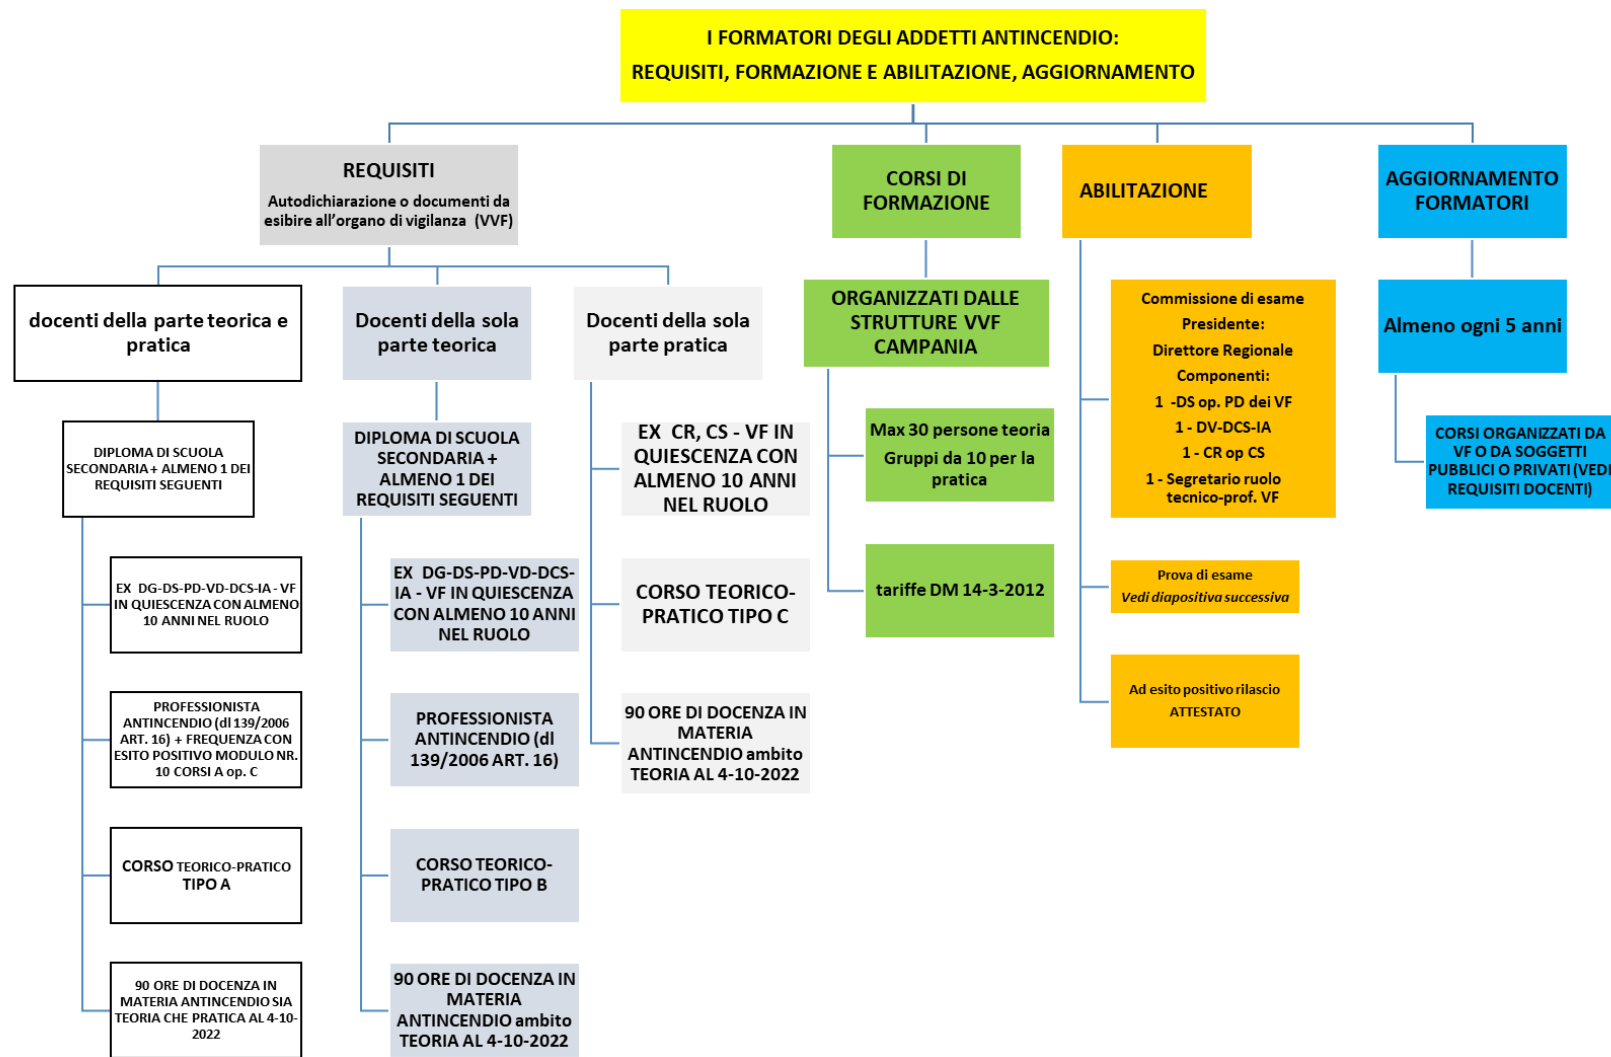 I FORMATORI DEGLI ADDETTI ANTINCENDIO:
REQUISITI, FORMAZIONE E ABILITAZIONE, AGGIORNAMENTO
REQUISITI
Autodichiarazione o documenti da
esibire all'organo di vigilanza (VVF)
docenti della parte teorica e
pratica
DIPLOMA DI SCUOLA
SECONDARIA + ALMENO 1 DEI
REQUISITI SEGUENTI
EX DG-DS-PD-VD-DCS-IA - VF
IN QUIESCENZA CON ALMENO
10 ANNI NEL RUOLO
PROFESSIONISTA
ANTINCENDIO (dl 139/2006
ART. 16) + FREQUENZA CON
ESITO POSITIVO MODULO NR.
10 CORSI A op. C
CORSO TEORICO-PRATICO
TIPO A
90 ORE DI DOCENZA IN
MATERIA ANTINCENDIO SIA
TEORIA CHE PRATICA AL 4-10-
2022
Docenti della sola
parte teorica
DIPLOMA DI SCUOLA
SECONDARIA +
ALMENO 1 DEI
REQUISITI SEGUENTI
EX DG-DS-PD-VD-DCS-
IA - VF IN QUIESCENZA
CON ALMENO 10 ANNI
NEL RUOLO
PROFESSIONISTA
ANTINCENDIO (dl
139/2006 ART. 16)
CORSO TEORICO-
PRATICO TIPO B
90 ORE DI DOCENZA IN
MATERIA
ANTINCENDIO ambito
TEORIA AL 4-10-2022
Docenti della sola
parte pratica
EX CR, CS - VF IN
QUIESCENZA CON
ALMENO 10 ANNI
NEL RUOLO
CORSO TEORICO-
PRATICO TIPO C
90 ORE DI DOCENZA IN
MATERIA
ANTINCENDIO ambito
TEORIA AL 4-10-2022
CORSI DI
FORMAZIONE
ORGANIZZATI DALLE
STRUTTURE VVF
CAMPANIA
Max 30 persone teoria
Gruppi da 10 per la
pratica
tariffe DM 14-3-2012
ABILITAZIONE
Commissione di esame
Presidente:
Direttore Regionale
Componenti:
1 -DS op. PD dei VF
1 - DV-DCS-IA
1 - CR op CS
1 - Segretario ruolo
tecnico-prof. VF
Prova di esame
Vedi diapositiva successiva
Ad esito positivo rilascio
ATTESTATO
AGGIORNAMENTO
FORMATORI
Almeno ogni 5 anni
CORSI ORGANIZZATI DA
VF O DA SOGGETTI
PUBBLICI O PRIVATI (VEDI
REQUISITI DOCENTI)